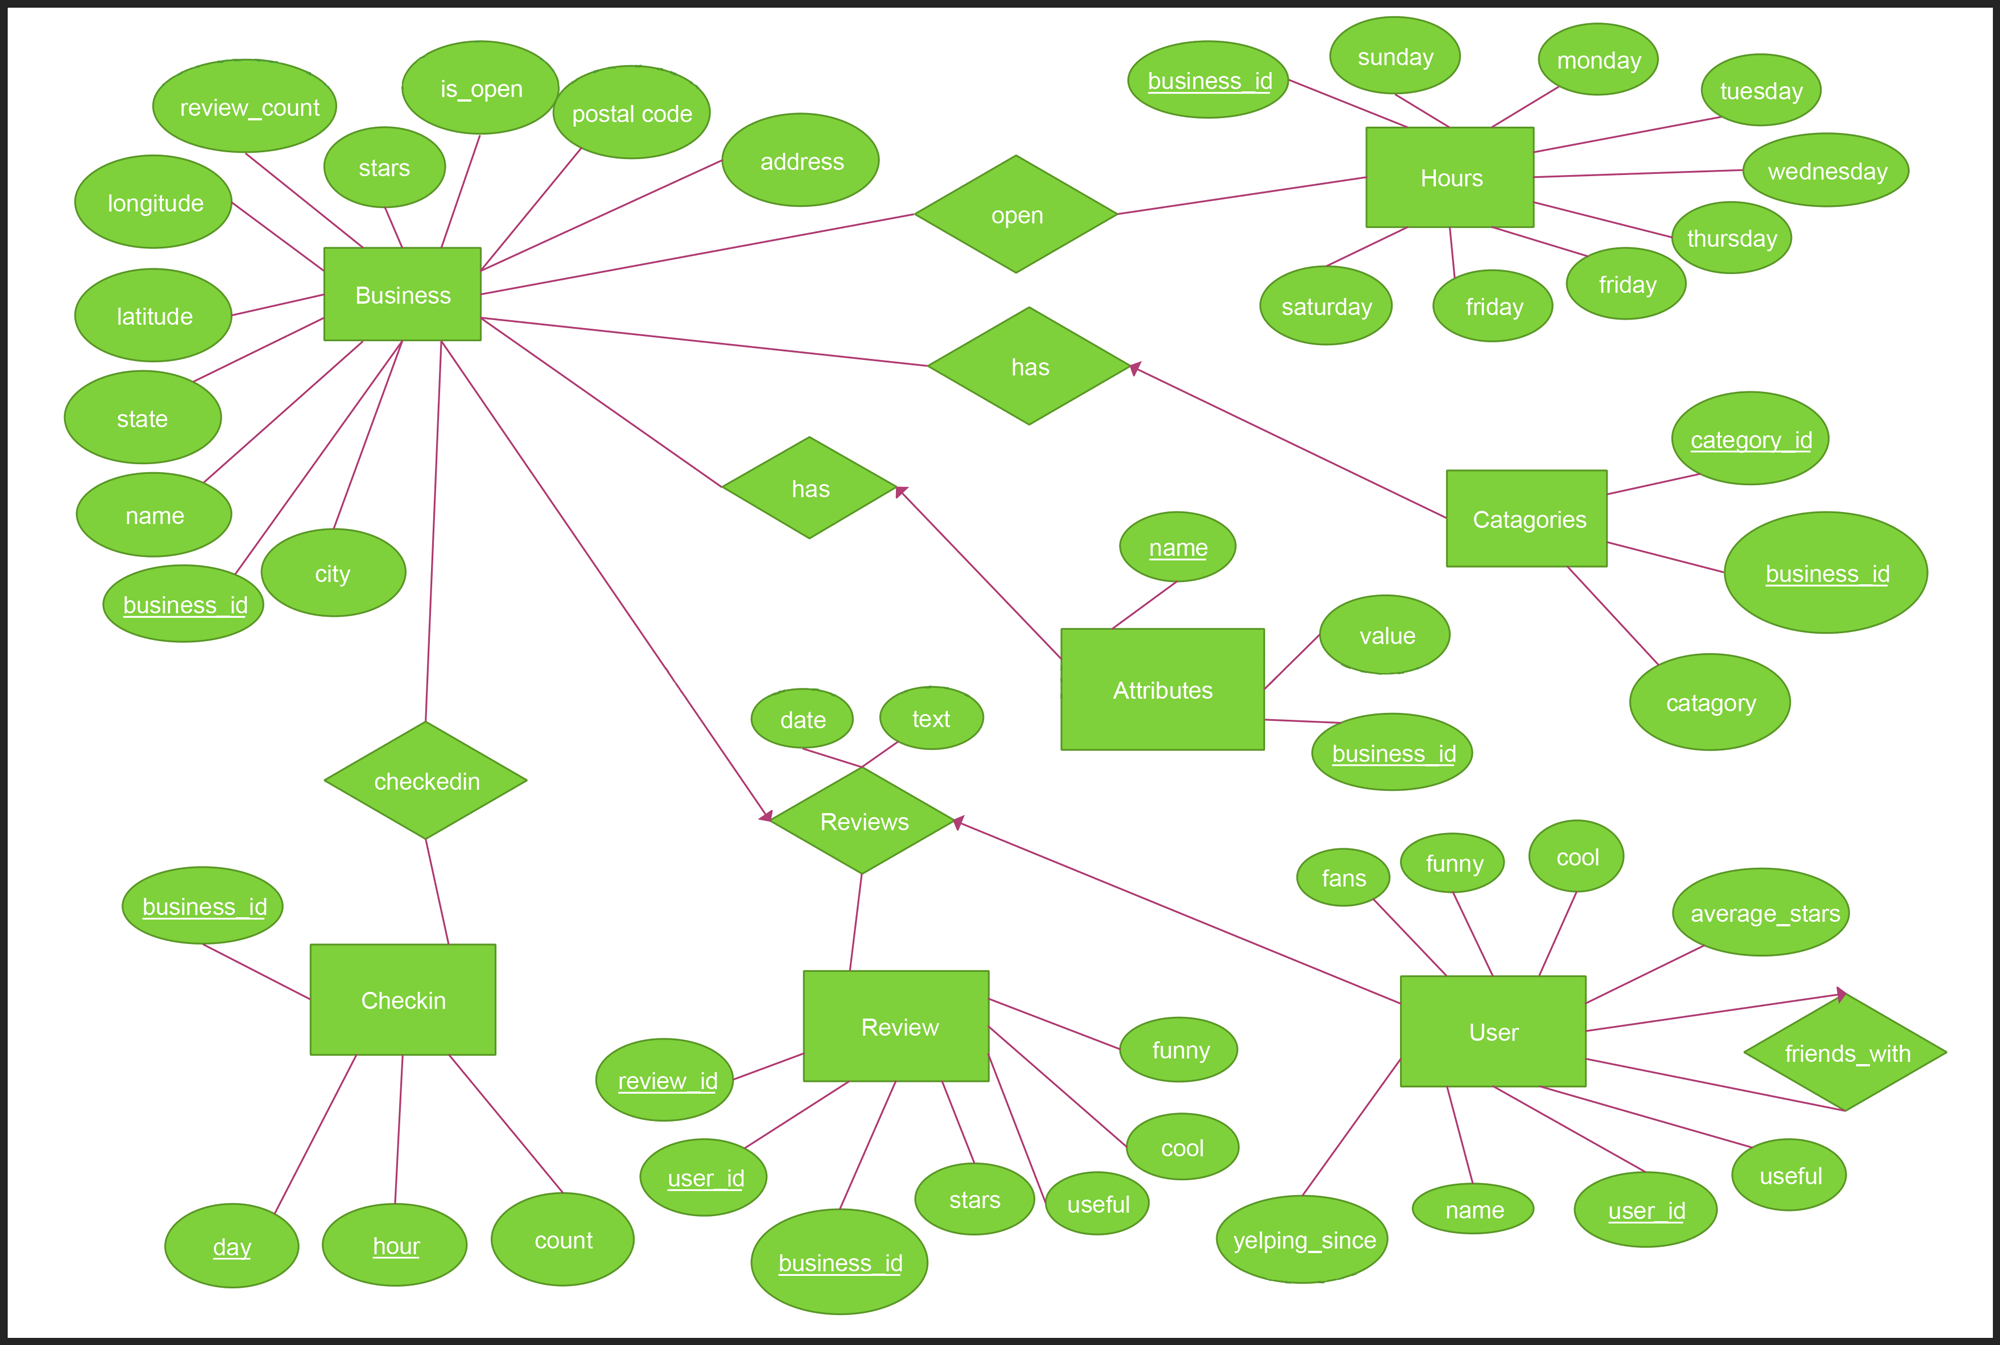 review_count
is_open
postal code
stars
address
longitude
Business
latitude
state
name
business_id
city
open
business_id
sunday
monday
tuesday
Hours
wednesday
thursday
friday
friday
saturday
has
has
category_id
Catagories
business_id
catagory
name
value
Attributes
business_id
checkedin
date
text
Reviews
business_id
Checkin
day
hour
count
Review
review_id
user_id
business_id
stars
useful
cool
funny
fans
funny
cool
average_stars
User
friends_with
yelping_since
name
user_id
useful